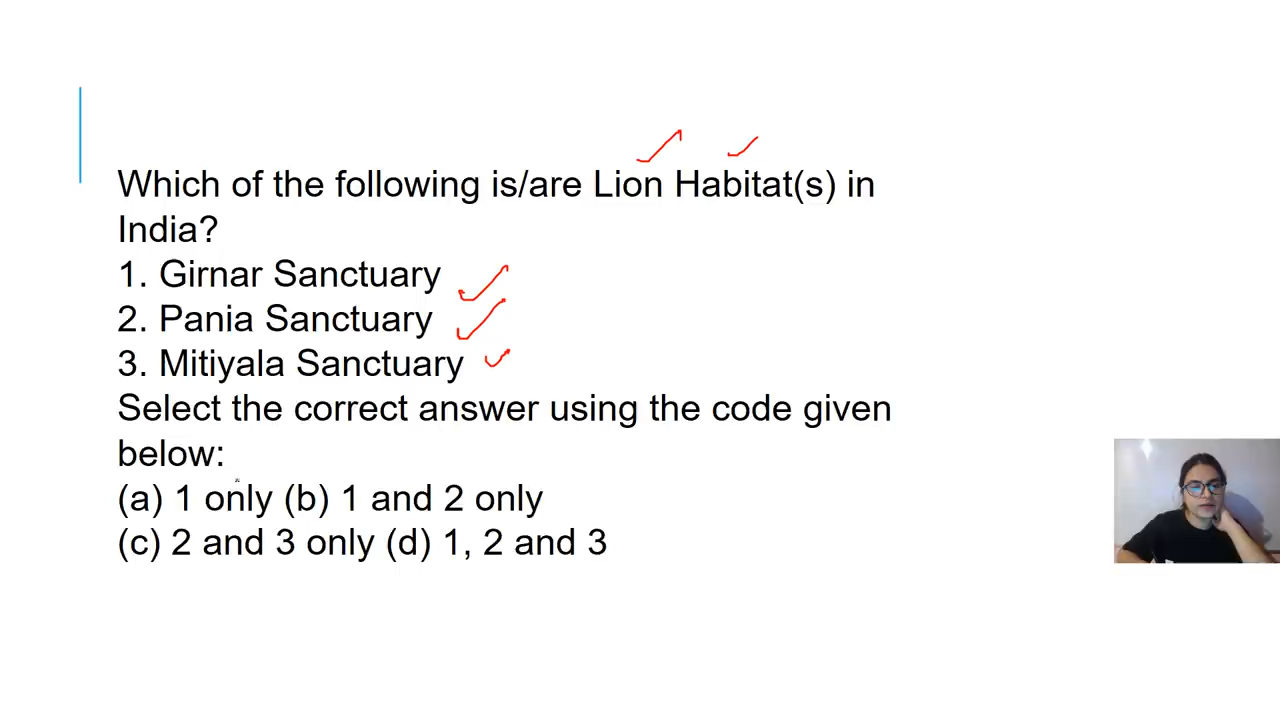 Which of the following is/are Lion Habitat(s) in
India?
1. Girnar Sanctuary
2. Pania Sanctuary
3. Mitiyala Sanctuary
Select the correct answer using the code given
below:
(a) 1 only (b) 1 and 2 only
(c) 2 and 3 only (d) 1, 2 and 3